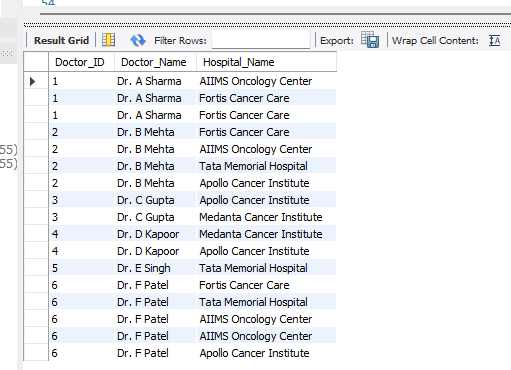 54
Result Grid Filter Rows: Export: Wrap Cell Content: IA
Doctor_ID Doctor_Name Hospital_Name
1 Dr. A Sharma AIIMS Oncology Center
1 Dr. A Sharma Fortis Cancer Care
1 Dr. A Sharma Fortis Cancer Care
2 Dr. B Mehta Fortis Cancer Care
55) 2 Dr. B Mehta AIIMS Oncology Center
55) 2 Dr. B Mehta Tata Memorial Hospital
2 Dr. B Mehta Apollo Cancer Institute
3 Dr. C Gupta Apollo Cancer Institute
3 Dr. C Gupta Medanta Cancer Institute
4 Dr. D Kapoor Medanta Cancer Institute
4 Dr. D Kapoor Apollo Cancer Institute
5 Dr. E Singh Tata Memorial Hospital
6 Dr. F Patel Fortis Cancer Care
6 Dr. F Patel Tata Memorial Hospital
6 Dr. F Patel AIIMS Oncology Center
6 Dr. F Patel AIIMS Oncology Center
6 Dr. F Patel Apollo Cancer Institute